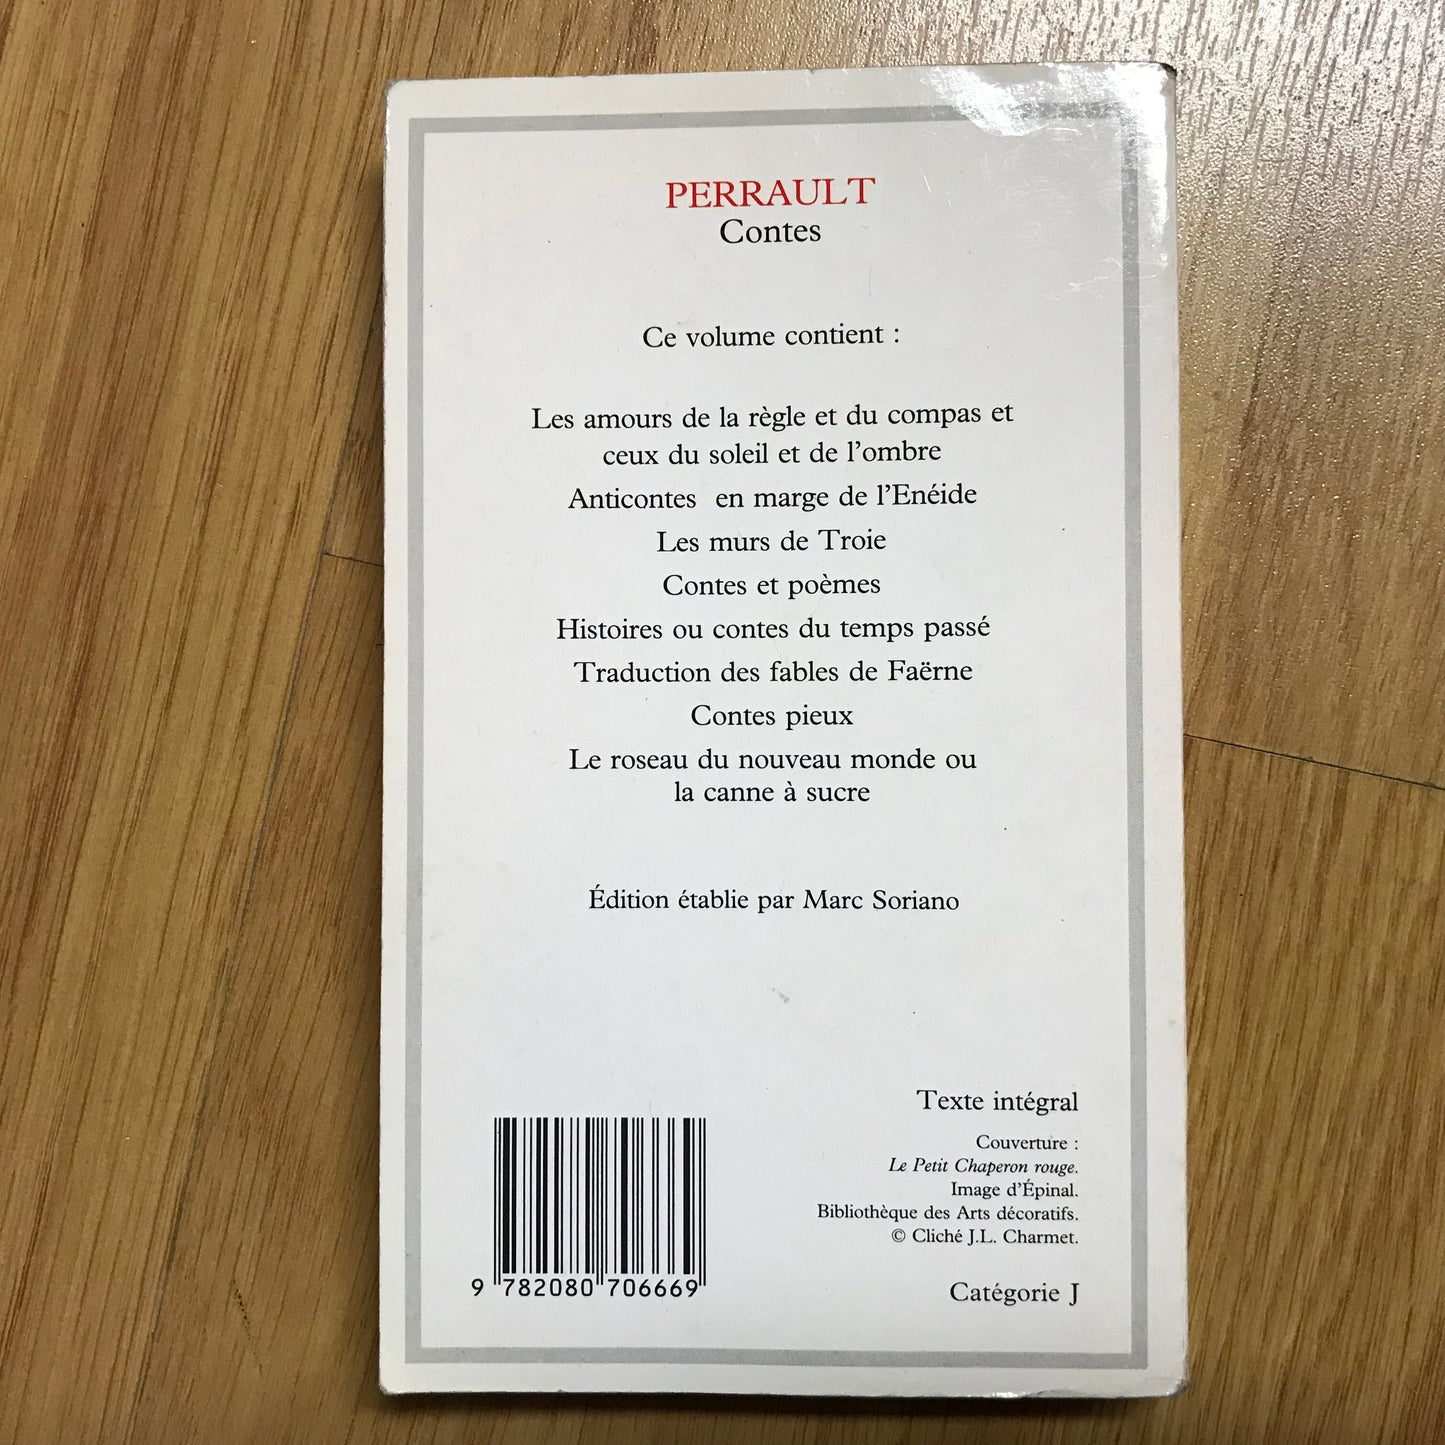 PERRAULT
Contes
Ce volume contient :
Les amours de la règle et du compas et
ceux du soleil et de l'ombre
Anticontes en marge de l'Enéide
Les murs de Troie
Contes et poèmes
Histoires ou contes du temps passé
Traduction des fables de Faërne
Contes pieux
Le roseau du nouveau monde ou
la canne à sucre
Édition établie par Marc Soriano
Texte intégral
Couverture :
Le Petit Chaperon rouge.
Image d'Épinal.
Bibliothèque des Arts décoratifs.
© Cliché J.L. Charmet.
9 782080 706669
Catégorie J